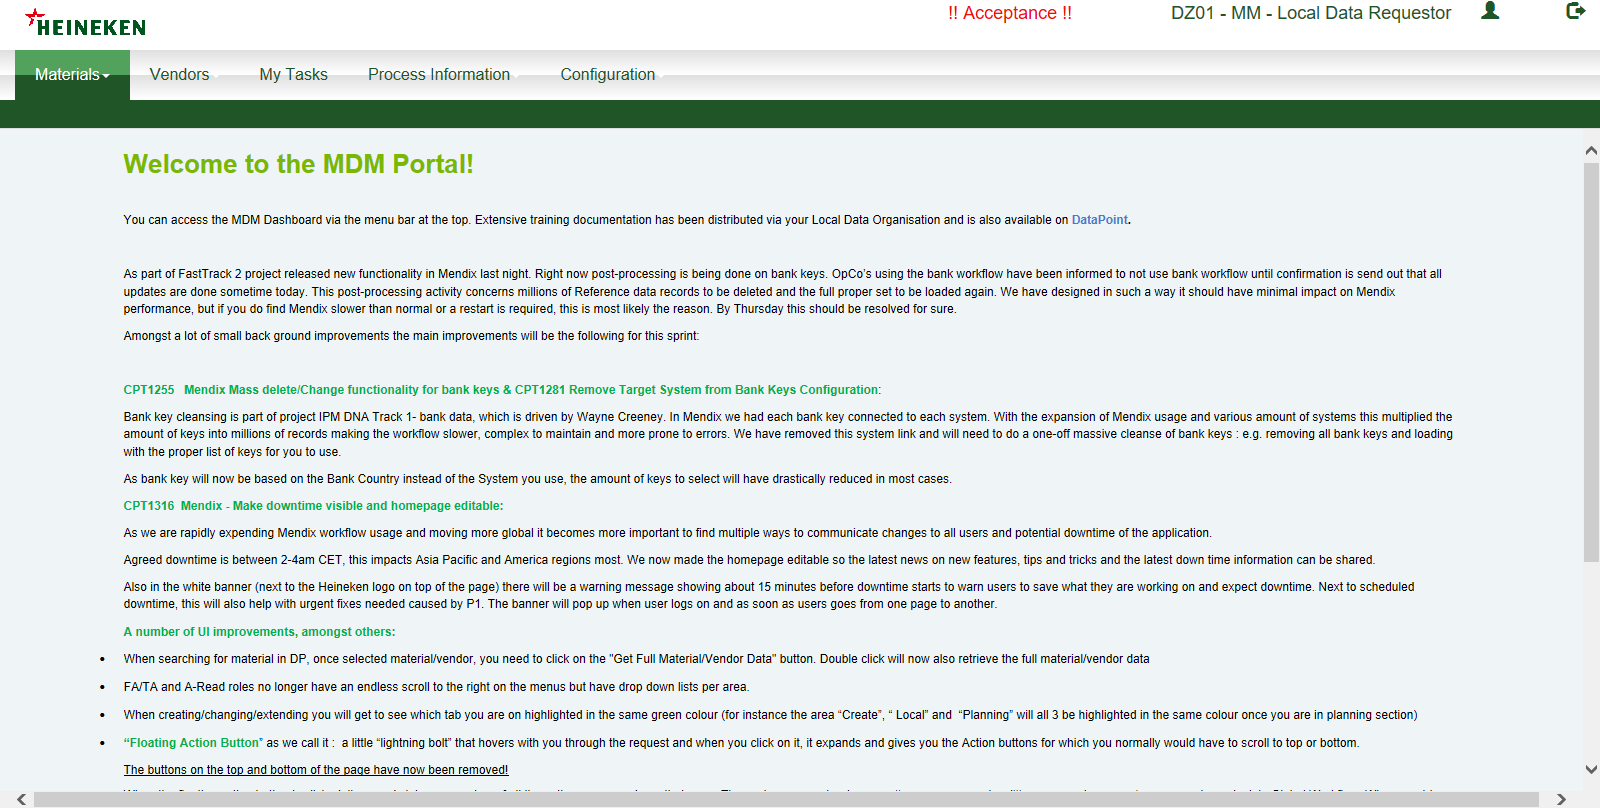 HEINEKEN
!! Acceptance !!
DZ01 - MM - Local Data Requestor
Materials
Vendors
My Tasks
Process Information
Configuration
Welcome to the MDM Portal!
You can access the MDM Dashboard via the menu bar at the top. Extensive training documentation has been distributed via your Local Data Organisation and is also available on DataPoint.
As part of FastTrack 2 project released new functionality in Mendix last night. Right now post-processing is being done on bank keys. OpCo's using the bank workflow have been informed to not use bank workflow until confirmation is send out that all
updates are done sometime today. This post-processing activity concerns millions of Reference data records to be deleted and the full proper set to be loaded again. We have designed in such a way it should have minimal impact on Mendix
performance, but if you do find Mendix slower than normal or a restart is required, this is most likely the reason. By Thursday this should be resolved for sure.
Amongst a lot of small back ground improvements the main improvements will be the following for this sprint:
CPT1255   Mendix Mass delete/Change functionality for bank keys & CPT1281 Remove Target System from Bank Keys Configuration:
Bank key cleansing is part of project IPM DNA Track 1- bank data, which is driven by Wayne Creeney. In Mendix we had each bank key connected to each system. With the expansion of Mendix usage and various amount of systems this multiplied the
amount of keys into millions of records making the workflow slower, complex to maintain and more prone to errors. We have removed this system link and will need to do a one-off massive cleanse of bank keys : e.g. removing all bank keys and loading
with the proper list of keys for you to use.
As bank key will now be based on the Bank Country instead of the System you use, the amount of keys to select will have drastically reduced in most cases.
CPT1316  Mendix - Make downtime visible and homepage editable:
As we are rapidly expending Mendix workflow usage and moving more global it becomes more important to find multiple ways to communicate changes to all users and potential downtime of the application.
Agreed downtime is between 2-4am CET, this impacts Asia Pacific and America regions most. We now made the homepage editable so the latest news on new features, tips and tricks and the latest down time information can be shared.
Also in the white banner (next to the Heineken logo on top of the page) there will be a warning message showing about 15 minutes before downtime starts to warn users to save what they are working on and expect downtime. Next to scheduled
downtime, this will also help with urgent fixes needed caused by P1. The banner will pop up when user logs on and as soon as users goes from one page to another.
A number of UI improvements, amongst others:
• When searching for material in DP, once selected material/vendor, you need to click on the "Get Full Material/Vendor Data" button. Double click will now also retrieve the full material/vendor data
• FA/TA and A-Read roles no longer have an endless scroll to the right on the menus but have drop down lists per area.
• When creating/changing/extending you will get to see which tab you are on highlighted in the same green colour (for instance the area “Create”, “ Local” and  “Planning” will all 3 be highlighted in the same colour once you are in planning section)
• “Floating Action Button” as we call it :  a little “lightning bolt” that hovers with you through the request and when you click on it, it expands and gives you the Action buttons for which you normally would have to scroll to top or bottom.
The buttons on the top and bottom of the page have now been removed!